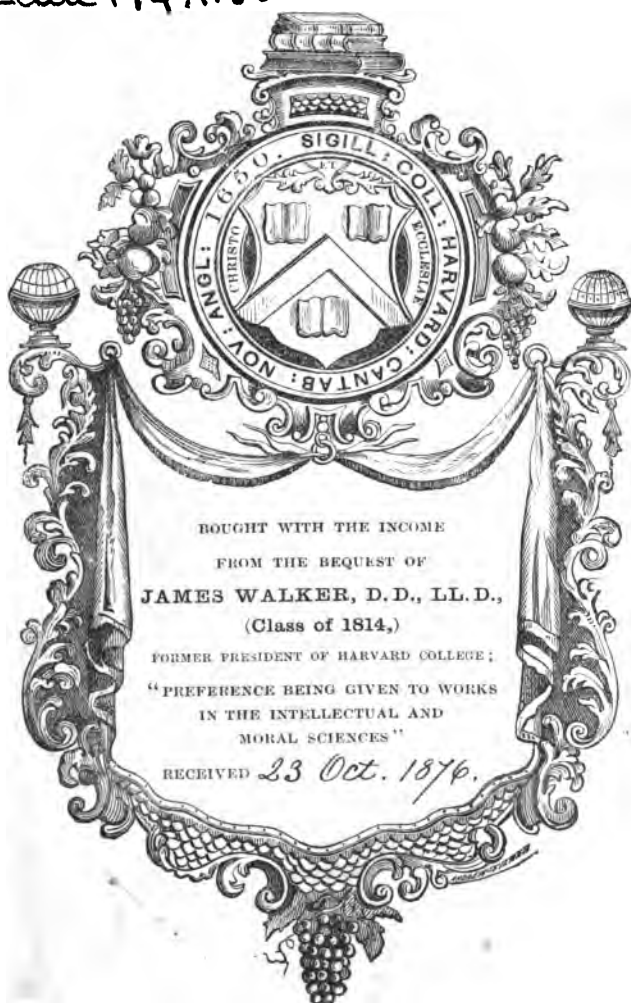 SIGILL: COLL: HARVARD: CANTAB: NOV: ANGL: 1650.
ET
CHRISTO
ECCLESIAE
BOUGHT WITH THE INCOME
FROM THE BEQUEST OF
JAMES WALKER, D.D., LL.D.,
(Class of 1814,)
FORMER PRESIDENT OF HARVARD COLLEGE;
"PREFERENCE BEING GIVEN TO WORKS
IN THE INTELLECTUAL AND
MORAL SCIENCES"
RECEIVED 23 Oct. 1876.